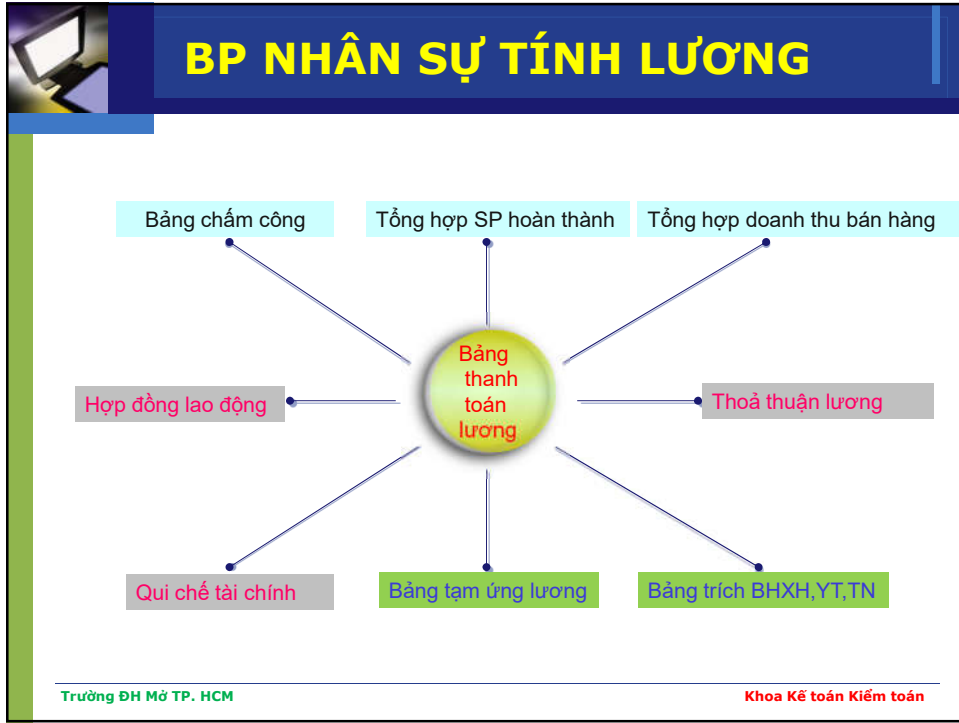 BP NHÂN SỰ TÍNH LƯƠNG
Bảng chấm công
Tổng hợp SP hoàn thành
Tổng hợp doanh thu bán hàng
Bảng
thanh
toán
lương
Hợp đồng lao động
Thoả thuận lương
Qui chế tài chính
Bảng tạm ứng lương
Bảng trích BHXH,YT,TN
Trường ĐH Mở TP. HCM
Khoa Kế toán Kiểm toán